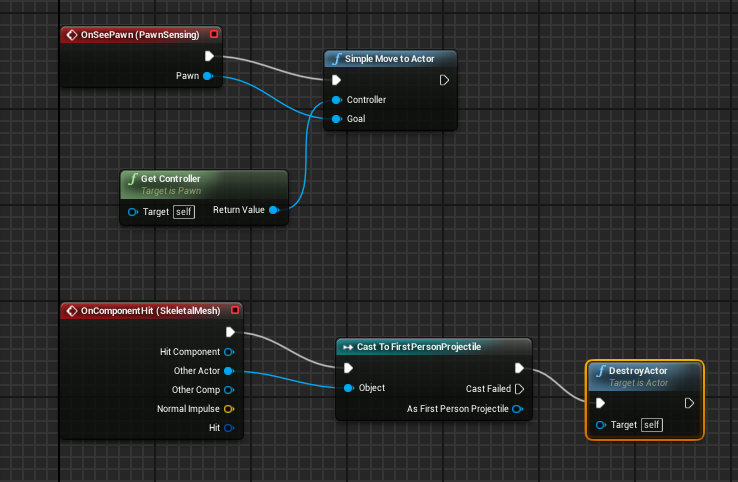 OnSeePawn (PawnSensing)
Pawn
Simple Move to Actor
Controller
Goal
Get Controller
Target is Pawn
Target self
Return Value
OnComponentHit (SkeletalMesh)
Hit Component
Other Actor
Other Comp
Normal Impulse
Hit
Cast To FirstPersonProjectile
Object
Cast Failed
As First Person Projectile
DestroyActor
Target is Actor
Target self